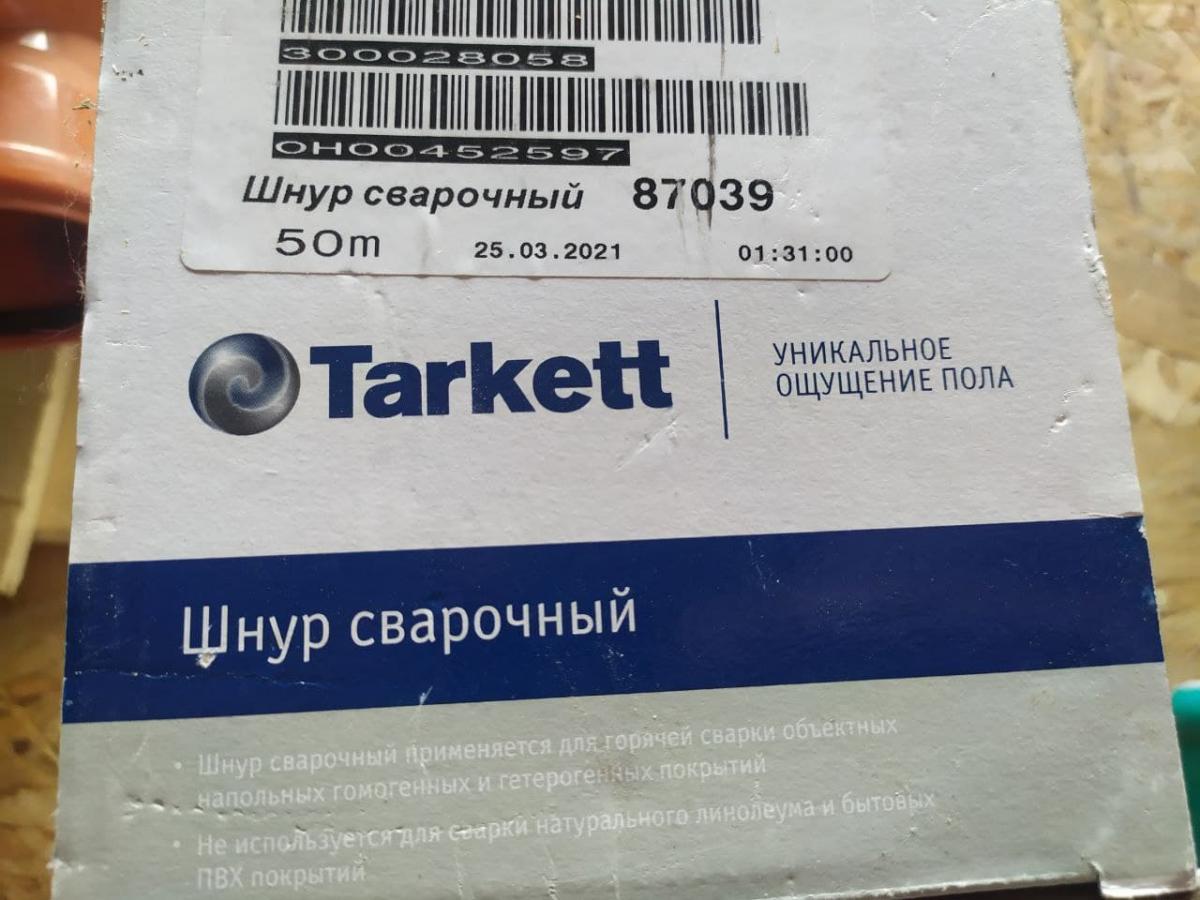 300028058
0H00452597
Шнур сварочный 87039
50m 25.03.2021 01:31:00
Tarkett
УНИКАЛЬНОЕ
ОЩУЩЕНИЕ ПОЛА
Шнур сварочный
• Шнур сварочный применяется для горячей сварки объектных
напольных гомогенных и гетерогенных покрытий
• Не используется для сварки натурального линолеума и бытовых
ПВХ покрытий